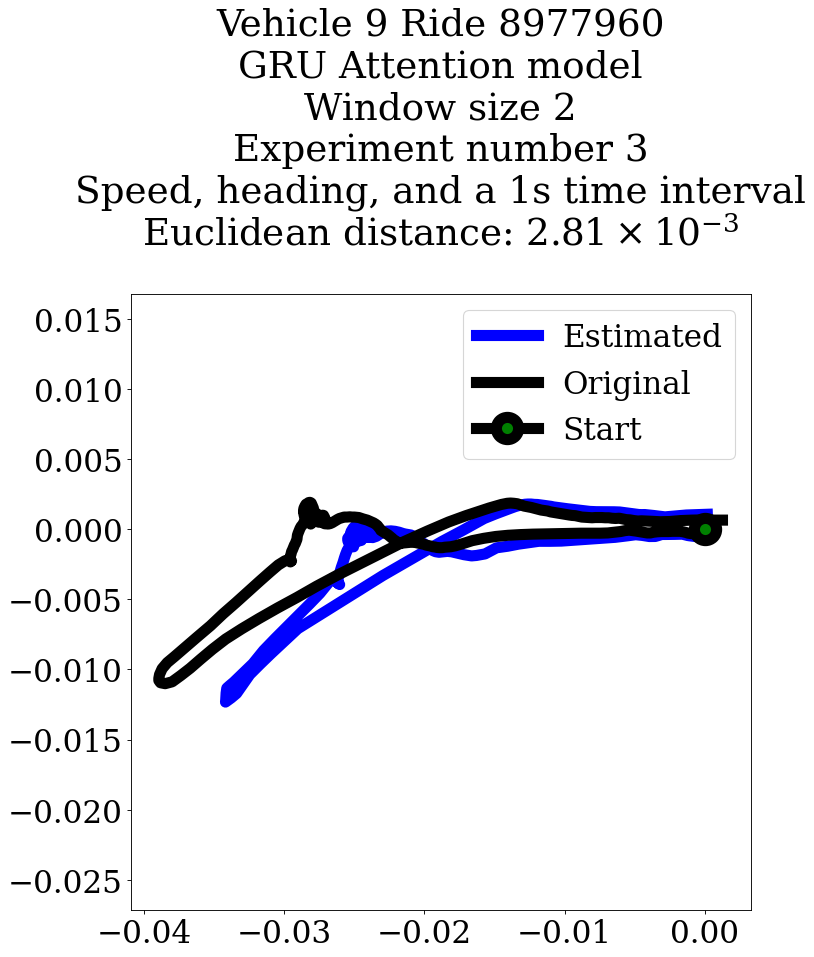 Vehicle 9 Ride 8977960
GRU Attention model
Window size 2
Experiment number 3
Speed, heading, and a 1s time interval
Euclidean distance: 2.81 × 10⁻³
Estimated
Original
Start
0.015
0.010
0.005
0.000
−0.005
−0.010
−0.015
−0.020
−0.025
−0.04 −0.03 −0.02 −0.01 0.00